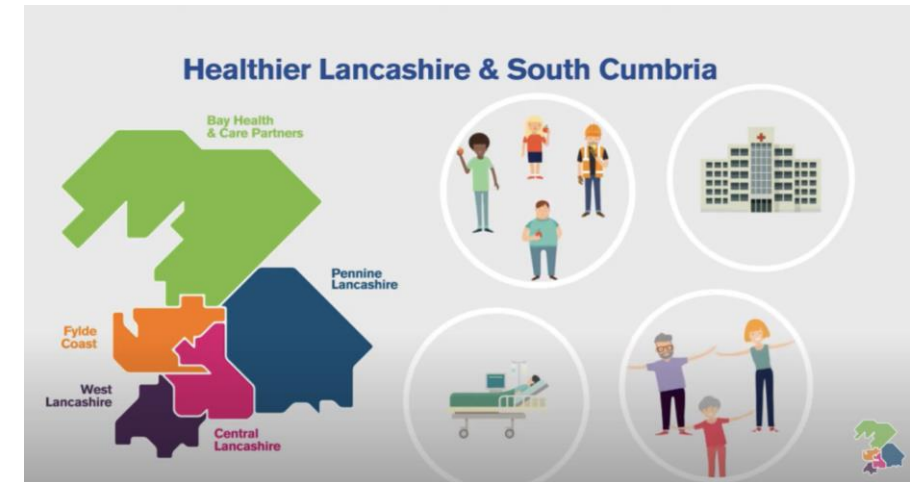 Healthier Lancashire & South Cumbria
Bay Health
& Care Partners
Pennine
Lancashire
Fylde
Coast
West
Lancashire
Central
Lancashire